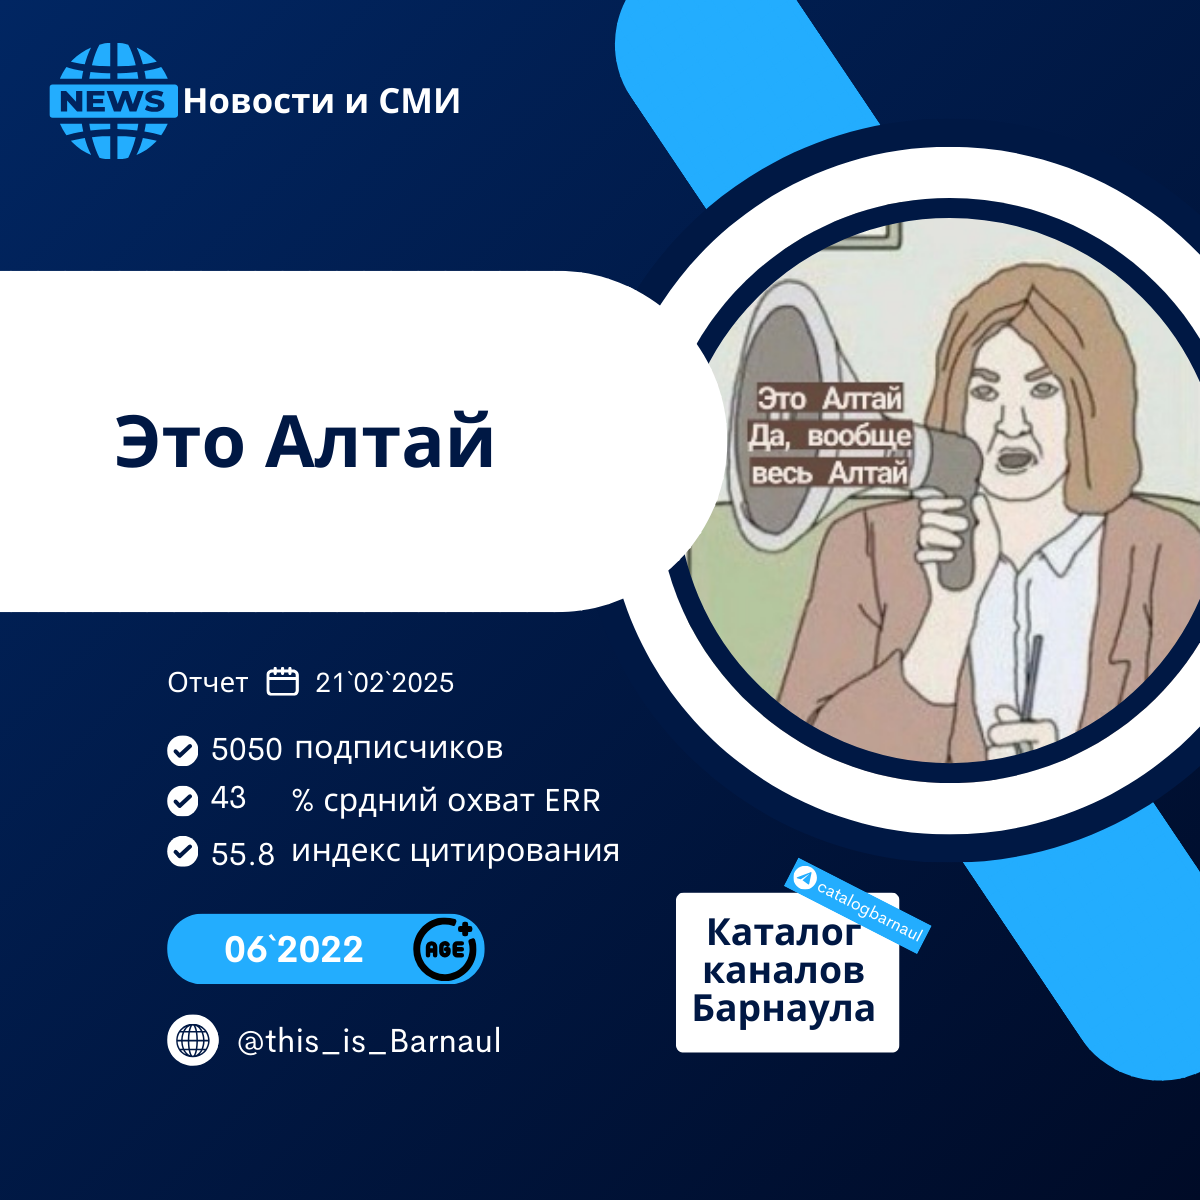 NEWS
Новости и СМИ
Это Алтай
Это Алтай
Да, вообще
весь Алтай
Отчет 21`02`2025
5050 подписчиков
43 % срдний охват ERR
55.8 индекс цитирования
06`2022 AGE+
@this_is_Barnaul
catalogbarnaul
Каталог
каналов
Барнаула